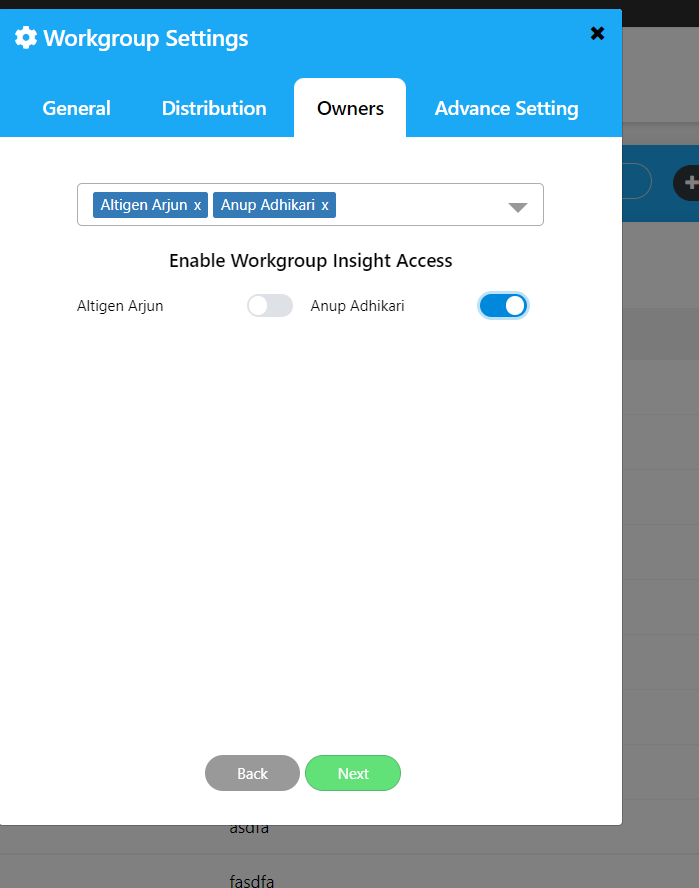 Workgroup Settings
General Distribution Owners Advance Setting
Altigen Arjun x Anup Adhikari x
Enable Workgroup Insight Access
Altigen Arjun Anup Adhikari
Back Next
asdfa
fasdfa